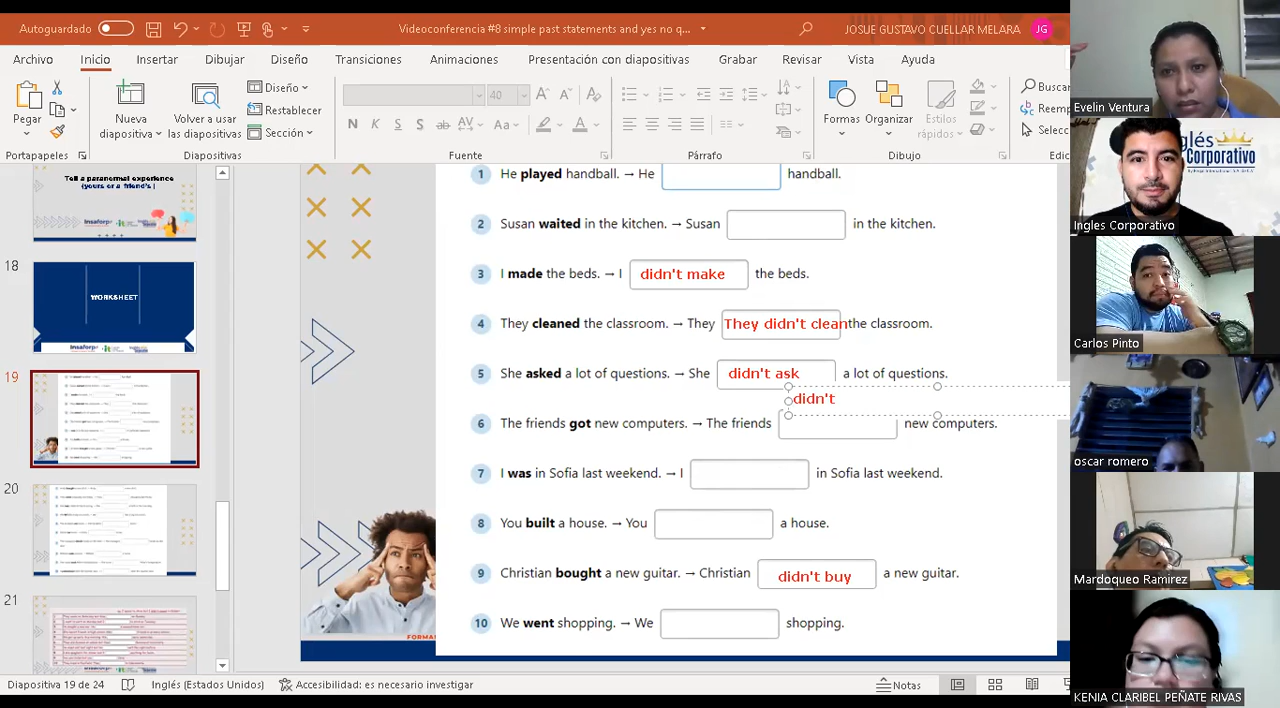 Autoguardado
Videoconferencia #8 simple past statements and yes no q...
JOSUE GUSTAVO CUELLAR MELARA
JG
Archivo Inicio Insertar Dibujar Diseño Transiciones Animaciones Presentación con diapositivas Grabar Revisar Vista Ayuda
Pegar
Nueva diapositiva
Volver a usar las diapositivas
Diseño
Restablecer
Sección
40
N K S S ab AV Aa A
Formas
Organizar
Estilos rápidos
Buscar
Reemp
Selecc
Portapapeles Diapositivas Fuente Párrafo Dibujo Edic
Tell a paranormal experience
(yours or a friend's )
18
WORKSHEET
19
20
21
1 He played handball. → He handball.
2 Susan waited in the kitchen. → Susan in the kitchen.
3 I made the beds. → I didn't make the beds.
4 They cleaned the classroom. → They They didn't clean the classroom.
5 She asked a lot of questions. → She didn't ask a lot of questions.
didn't
6 The friends got new computers. → The friends new computers.
7 I was in Sofia last weekend. → I in Sofia last weekend.
8 You built a house. → You a house.
9 Christian bought a new guitar. → Christian didn't buy a new guitar.
10 We went shopping. → We shopping.
FORMA
Diapositiva 19 de 24 Inglés (Estados Unidos) Accesibilidad: es necesario investigar Notas
Evelin Ventura
nglés
Corporativo
Ingles Corporativo
Carlos Pinto
oscar romero
Mardoqueo Ramirez
KENIA CLARIBEL PEÑATE RIVAS